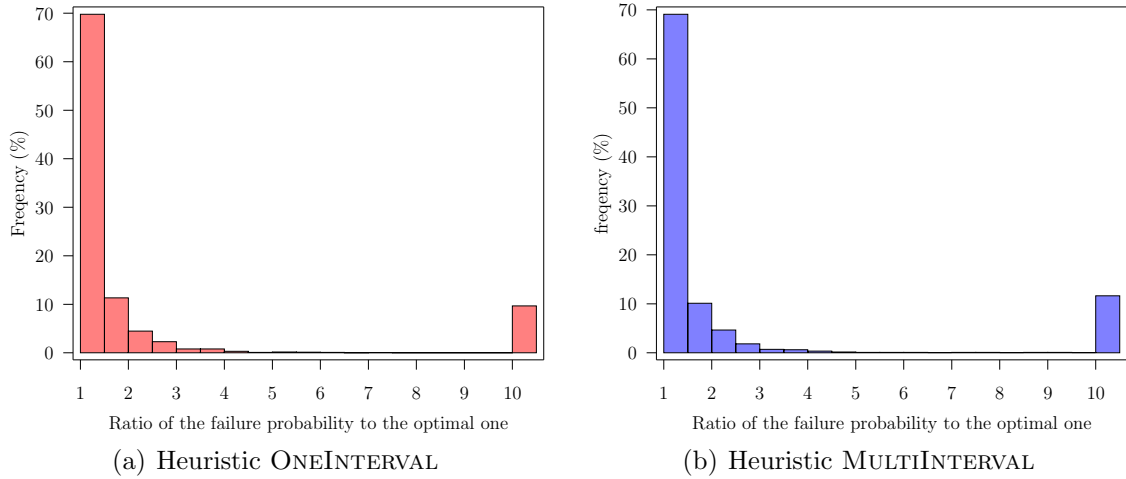 70
60
50
40
30
20
10
0
Freqency (%)
1 2 3 4 5 6 7 8 9 10
Ratio of the failure probability to the optimal one
(a) Heuristic OneInterval
70
60
50
40
30
20
10
0
freqency (%)
1 2 3 4 5 6 7 8 9 10
Ratio of the failure probability to the optimal one
(b) Heuristic MultiInterval